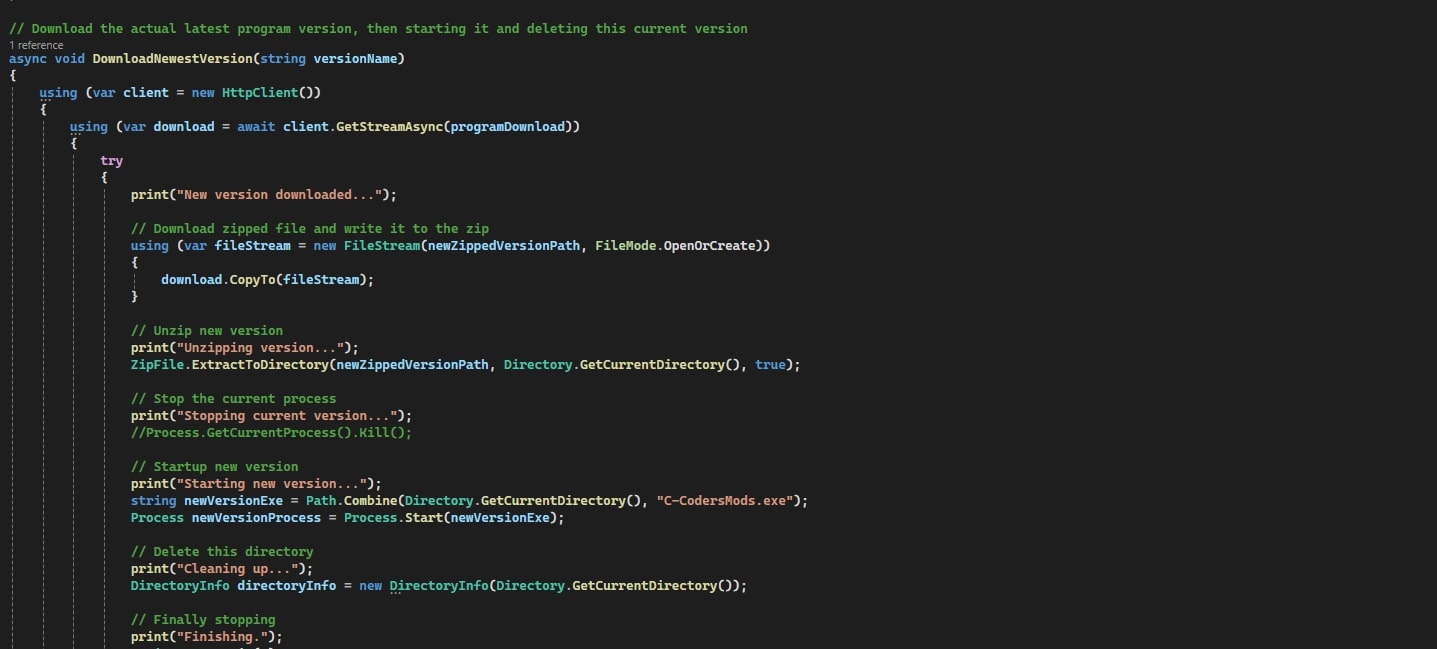 // Download the actual latest program version, then starting it and deleting this current version
1 reference
async void DownloadNewestVersion(string versionName)
{
using (var client = new HttpClient())
{
using (var download = await client.GetStreamAsync(programDownload))
{
try
{
print("New version downloaded...");
// Download zipped file and write it to the zip
using (var fileStream = new FileStream(newZippedVersionPath, FileMode.OpenOrCreate))
{
download.CopyTo(fileStream);
}
// Unzip new version
print("Unzipping version...");
ZipFile.ExtractToDirectory(newZippedVersionPath, Directory.GetCurrentDirectory(), true);
// Stop the current process
print("Stopping current version...");
//Process.GetCurrentProcess().Kill();
// Startup new version
print("Starting new version...");
string newVersionExe = Path.Combine(Directory.GetCurrentDirectory(), "C-CodersMods.exe");
Process newVersionProcess = Process.Start(newVersionExe);
// Delete this directory
print("Cleaning up...");
DirectoryInfo directoryInfo = new DirectoryInfo(Directory.GetCurrentDirectory());
// Finally stopping
print("Finishing.");